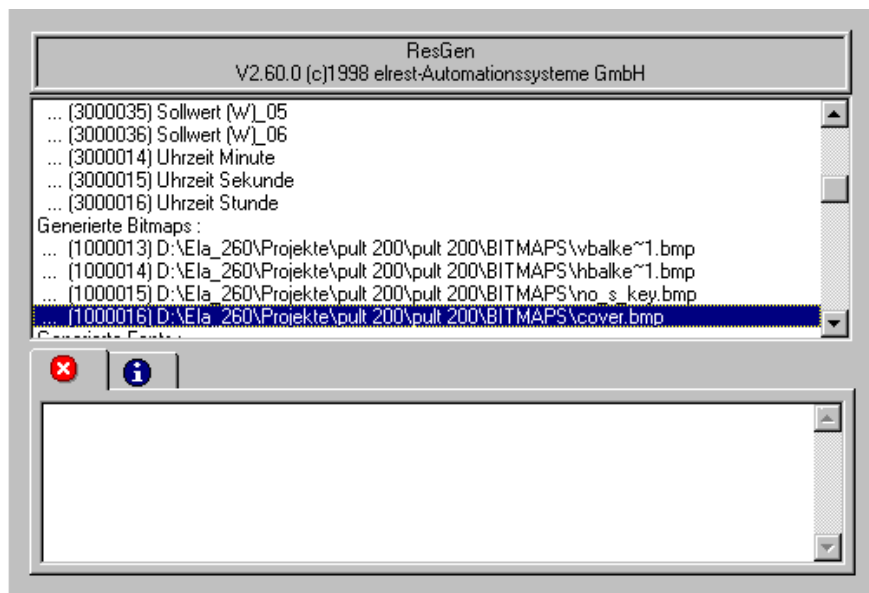 ResGen
V2.60.0 (c)1998 elrest-Automationssysteme GmbH
... (3000035) Sollwert (W)_05
... (3000036) Sollwert (W)_06
... (3000014) Uhrzeit Minute
... (3000015) Uhrzeit Sekunde
... (3000016) Uhrzeit Stunde
Generierte Bitmaps :
... (1000013) D:\Ela_260\Projekte\pult 200\pult 200\BITMAPS\vbalke~1.bmp
... (1000014) D:\Ela_260\Projekte\pult 200\pult 200\BITMAPS\hbalke~1.bmp
... (1000015) D:\Ela_260\Projekte\pult 200\pult 200\BITMAPS\no_s_key.bmp
... (1000016) D:\Ela_260\Projekte\pult 200\pult 200\BITMAPS\cover.bmp